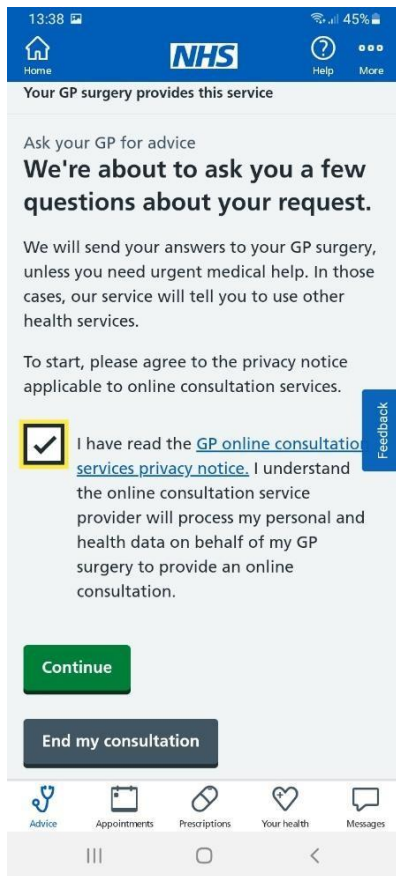 13:38 45%
NHS
Home Help More
Your GP surgery provides this service
Ask your GP for advice
We're about to ask you a few
questions about your request.
We will send your answers to your GP surgery,
unless you need urgent medical help. In those
cases, our service will tell you to use other
health services.
To start, please agree to the privacy notice
applicable to online consultation services.
Feedback
I have read the GP online consultation
services privacy notice. I understand
the online consultation service
provider will process my personal and
health data on behalf of my GP
surgery to provide an online
consultation.
Continue
End my consultation
Advice Appointments Prescriptions Your health Messages